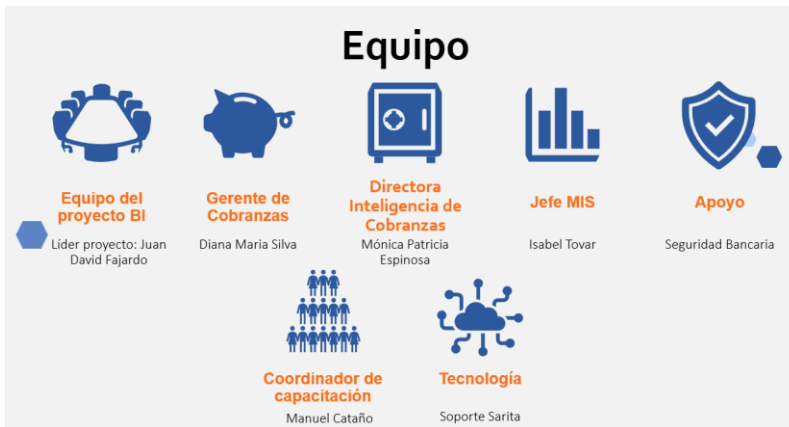 Equipo
Equipo del
proyecto BI
Líder proyecto: Juan
David Fajardo
Gerente de
Cobranzas
Diana Maria Silva
Directora
Inteligencia de
Cobranzas
Mónica Patricia
Espinosa
Jefe MIS
Isabel Tovar
Apoyo
Seguridad Bancaria
Coordinador de
capacitación
Manuel Cataño
Tecnología
Soporte Sarita